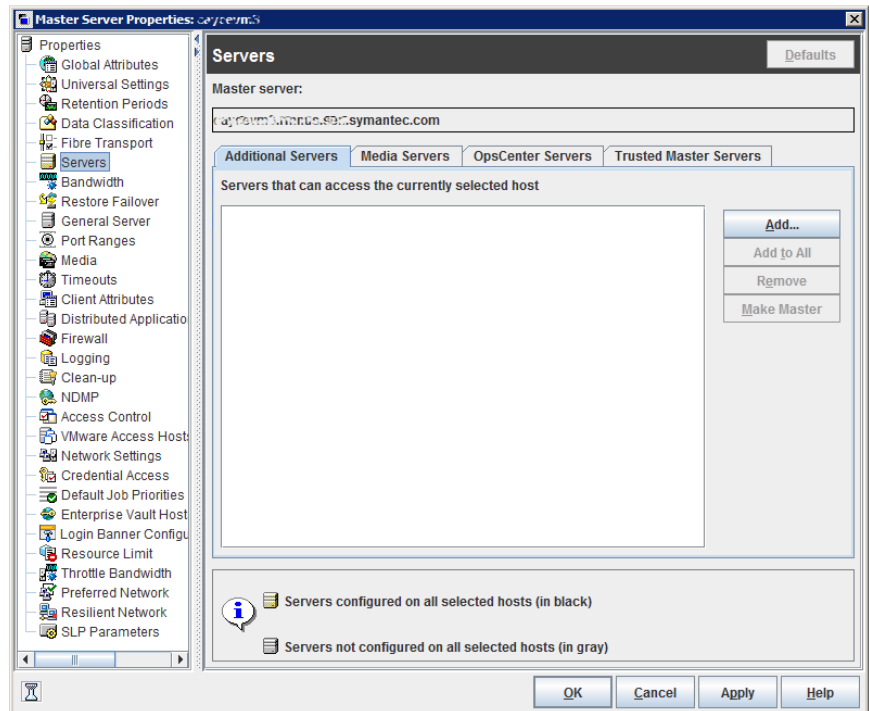 Master Server Properties:
Properties
Global Attributes
Universal Settings
Retention Periods
Data Classification
Fibre Transport
Servers
Bandwidth
Restore Failover
General Server
Port Ranges
Media
Timeouts
Client Attributes
Distributed Applicatio
Firewall
Logging
Clean-up
NDMP
Access Control
VMware Access Hosts
Network Settings
Credential Access
Default Job Priorities
Enterprise Vault Host
Login Banner Configu
Resource Limit
Throttle Bandwidth
Preferred Network
Resilient Network
SLP Parameters
Servers
Defaults
Master server:
.symantec.com
Additional Servers
Media Servers
OpsCenter Servers
Trusted Master Servers
Servers that can access the currently selected host
Add...
Add to All
Remove
Make Master
Servers configured on all selected hosts (in black)
Servers not configured on all selected hosts (in gray)
OK
Cancel
Apply
Help